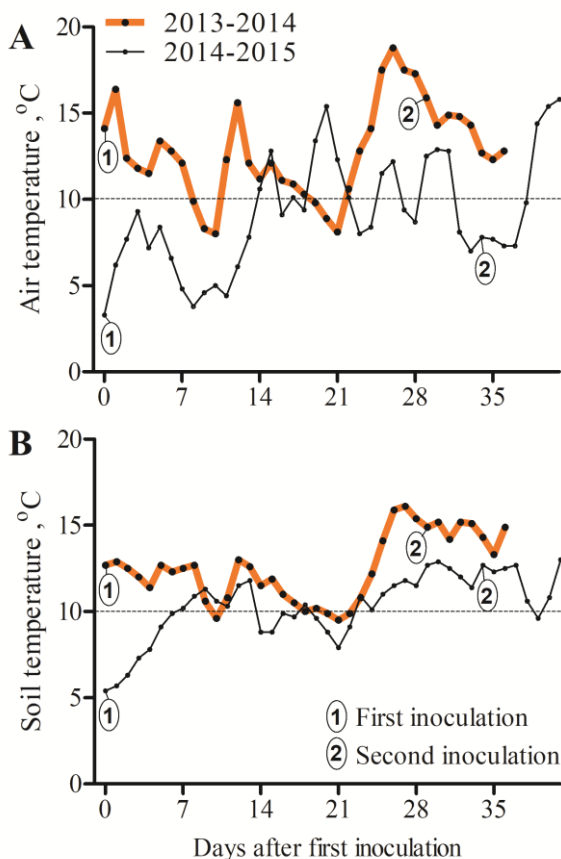 A
2013-2014
2014-2015
Air temperature , °C
20
15
10
5
0
1
1
2
2
0 7 14 21 28 35
B
Soil temperature , °C
20
15
10
5
0
1
1
2
2
1 First inoculation
2 Second inoculation
0 7 14 21 28 35
Days after first inoculation